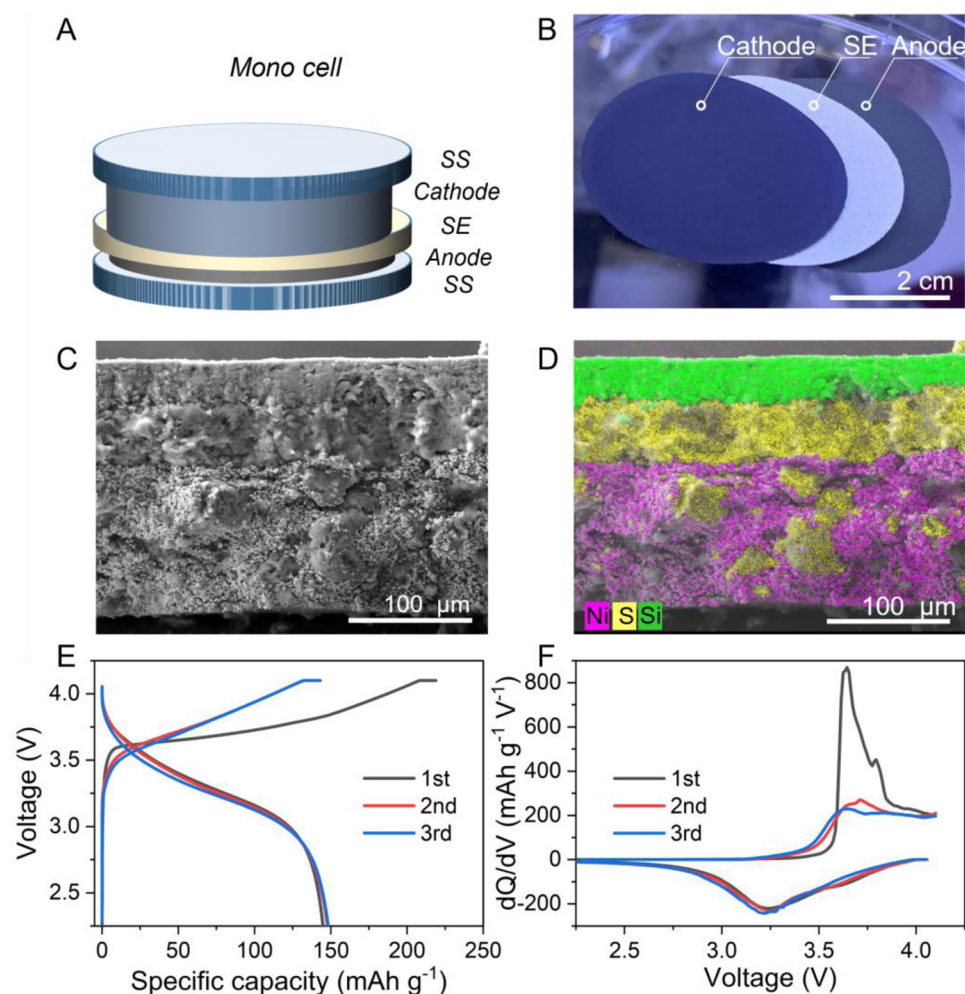 A
Mono cell
SS
Cathode
SE
Anode
SS
B
Cathode
SE
Anode
2 cm
C
100 µm
D
Ni S Si
100 µm
E
4.0
3.5
3.0
2.5
Voltage (V)
1st
2nd
3rd
0 50 100 150 200 250
Specific capacity (mAh g⁻¹)
F
800
600
400
200
0
-200
dQ/dV (mAh g⁻¹ V⁻¹)
1st
2nd
3rd
2.5 3.0 3.5 4.0
Voltage (V)